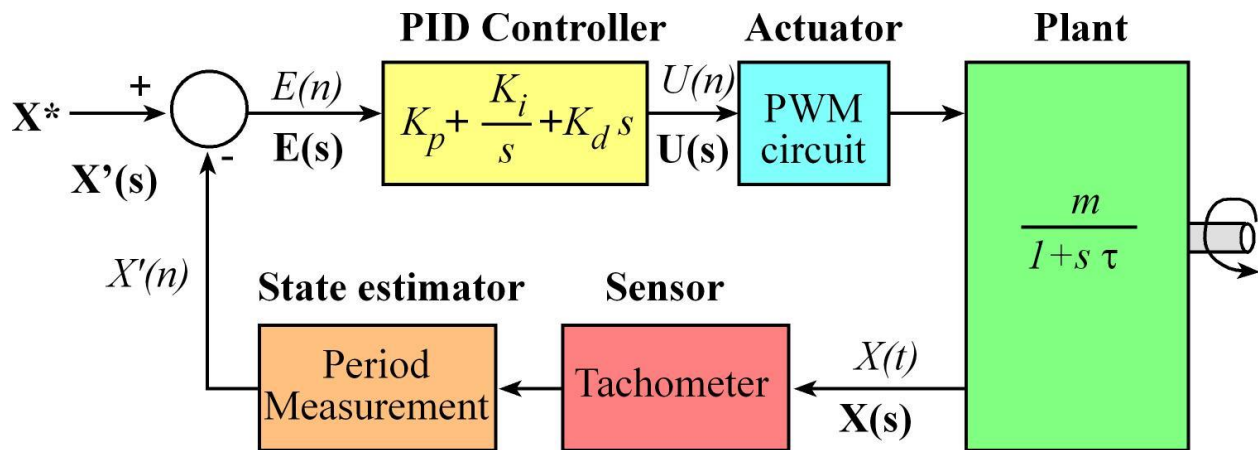 PID Controller
Actuator
Plant
X*
+
-
X’(s)
E(n)
E(s)
K_p + K_i/s + K_d s
U(n)
U(s)
PWM
circuit
m
1+s τ
X'(n)
State estimator
Period
Measurement
Sensor
Tachometer
X(t)
X(s)